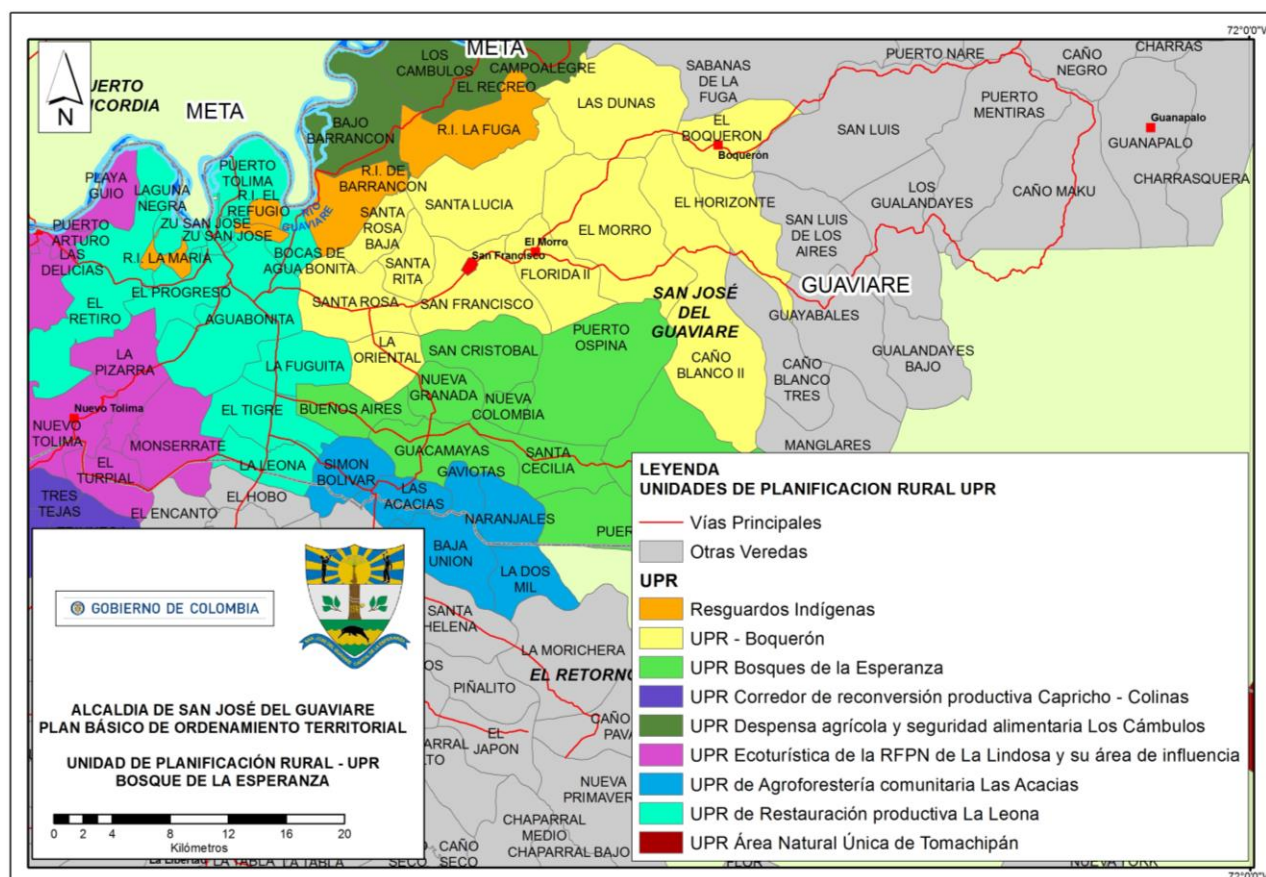 72°0'0"W
META
LOS
CAMBULOS
CAMPOALEGRE
EL RECREO
SABANAS
DE LA
FUGA
PUERTO NARE
CAÑO
NEGRO
CHARRAS
UERTO
NCORDIA
META
N
LAS DUNAS
PUERTO
MENTIRAS
Guanapalo
GUANAPALO
BAJO
BARRANCON
R.I. LA FUGA
EL
BOQUERON
Boquerón
SAN LUIS
PLAYA
GUIO
LAGUNA
NEGRA
PUERTO
TOLIMA
R.I. EL
REFUGIO
R.I. DE
BARRANCON
RIO
GUAVIARE
LOS
GUALANDAYES
CAÑO MAKU
CHARRASQUERA
ZU SAN JOSE
ZU SAN JOSE
SANTA
ROSA
BAJA
SANTA LUCIA
EL HORIZONTE
SAN LUIS
DE LOS
AIRES
PUERTO
ARTURO
LAS
DELICIAS
R.I. LA MARIA
BOCAS DE
AGUA BONITA
El Morro
EL MORRO
San Francisco
SANTA
RITA
FLORIDA II
EL PROGRESO
EL
RETIRO
SANTA ROSA
SAN FRANCISCO
SAN JOSÉ
DEL
GUAVIARE
GUAVIARE
GUAYABALES
AGUABONITA
PUERTO
OSPINA
LA
PIZARRA
LA FUGUITA
LA
ORIENTAL
SAN CRISTOBAL
CAÑO
BLANCO II
CAÑO
BLANCO
TRES
GUALANDAYES
BAJO
NUEVA
GRANADA
NUEVA
COLOMBIA
Nuevo Tolima
NUEVO
TOLIMA
EL TIGRE
BUENOS AIRES
MONSERRATE
GUACAMAYAS
SANTA
CECILIA
MANGLARES
EL
TURPIAL
LA LEONA
SIMON
BOLIVAR
GAVIOTAS
TRES
TEJAS
EL HOBO
EL ENCANTO
LAS
ACACIAS
NARANJALES
PUER
BAJA
UNION
LA DOS
MIL
SANTA
HELENA
LA MORICHERA
EL RETORNO
PIÑALITO
CAÑO
PAVA
EL
JAPON
NUEVA
PRIMAVER
CHAPARRAL
MEDIO
CHAPARRAL BAJO
CAÑO
SECO
LEYENDA
UNIDADES DE PLANIFICACION RURAL UPR
Vías Principales
Otras Veredas
UPR
Resguardos Indígenas
UPR - Boquerón
UPR Bosques de la Esperanza
UPR Corredor de reconversión productiva Capricho - Colinas
UPR Despensa agrícola y seguridad alimentaria Los Cámbulos
UPR Ecoturística de la RFPN de La Lindosa y su área de influencia
UPR de Agroforestería comunitaria Las Acacias
UPR de Restauración productiva La Leona
UPR Área Natural Única de Tomachipán
GOBIERNO DE COLOMBIA
ALCALDIA DE SAN JOSÉ DEL GUAVIARE
PLAN BÁSICO DE ORDENAMIENTO TERRITORIAL
UNIDAD DE PLANIFICACIÓN RURAL - UPR
BOSQUE DE LA ESPERANZA
0 2 4 8 12 16 20
Kilómetros